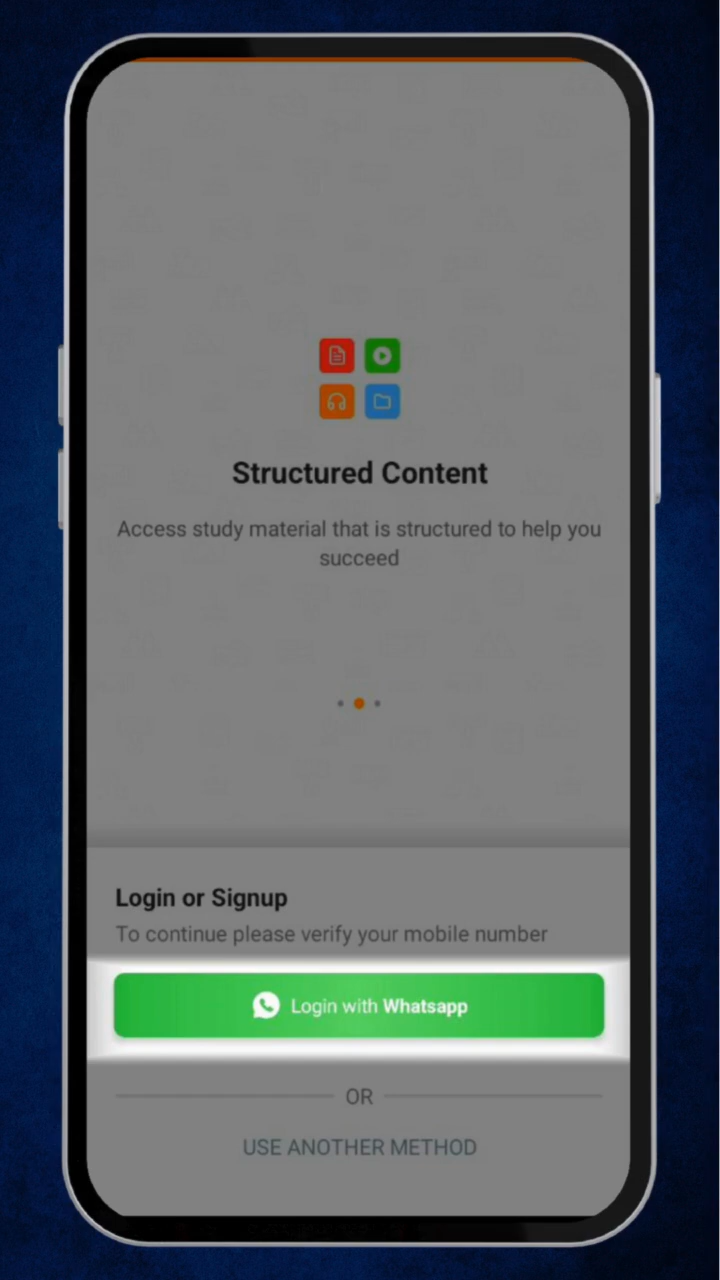 Structured Content
Access study material that is structured to help you
succeed
Login or Signup
To continue please verify your mobile number
Login with Whatsapp
OR
USE ANOTHER METHOD